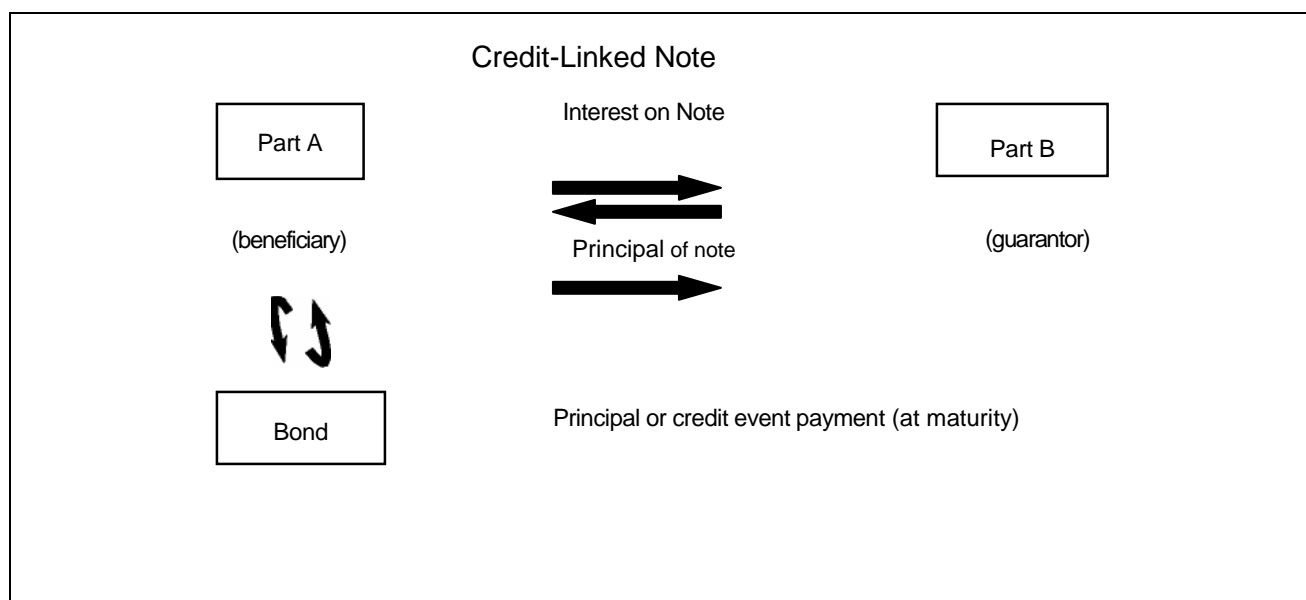 Credit-Linked Note
Interest on Note
Part A
Part B
(beneficiary)
(guarantor)
Principal of note
Bond
Principal or credit event payment (at maturity)